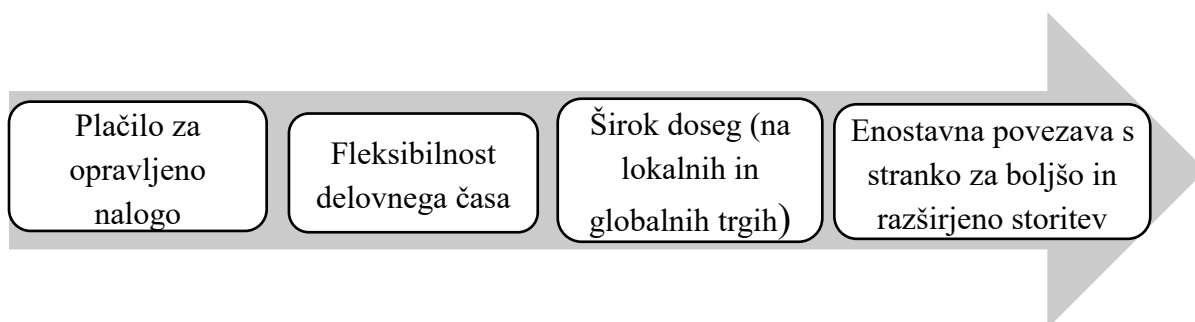 Plačilo za
opravljeno
nalogo
Fleksibilnost
delovnega časa
Širok doseg (na
lokalnih in
globalnih trgih)
Enostavna povezava s
stranko za boljšo in
razširjeno storitev